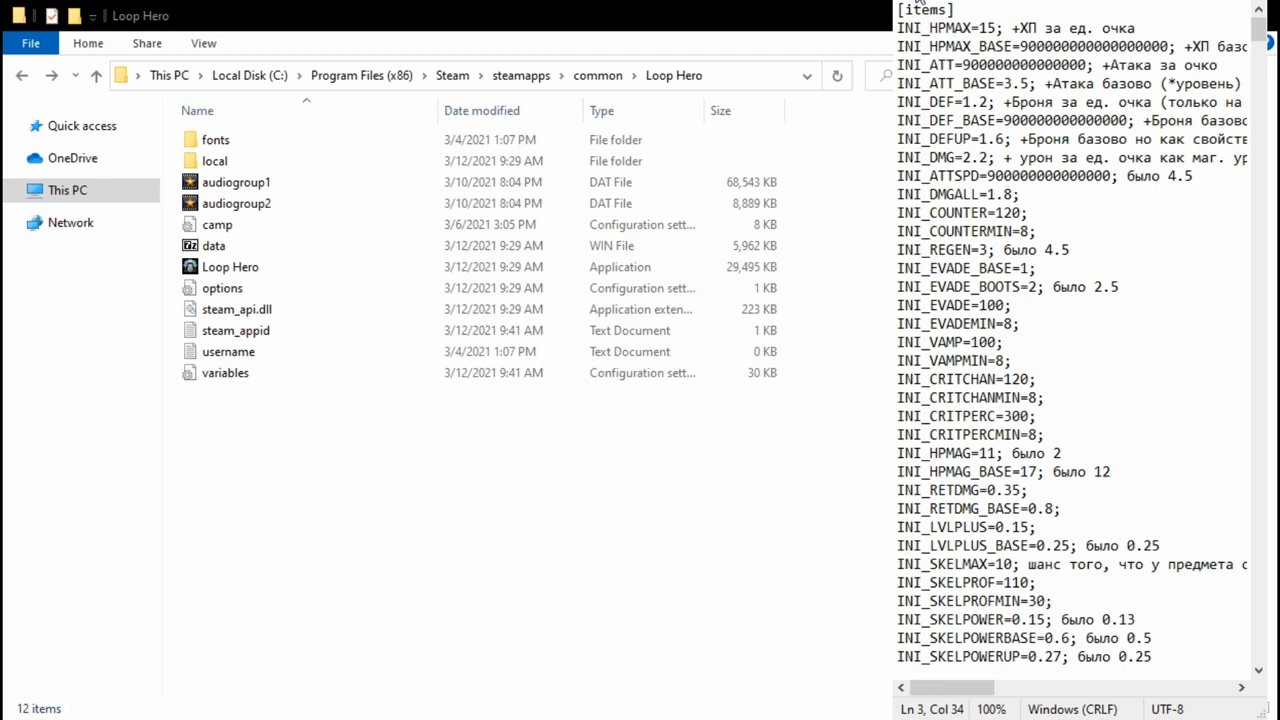 Loop Hero
File Home Share View
This PC Local Disk (C:) Program Files (x86) Steam steamapps common Loop Hero
Name Date modified Type Size
Quick access
OneDrive
This PC
Network
fonts 3/4/2021 1:07 PM File folder
local 3/12/2021 9:29 AM File folder
audiogroup1 3/10/2021 8:04 PM DAT File 68,543 KB
audiogroup2 3/10/2021 8:04 PM DAT File 8,889 KB
camp 3/6/2021 3:05 PM Configuration sett... 8 KB
data 3/12/2021 9:29 AM WIN File 5,962 KB
Loop Hero 3/12/2021 9:29 AM Application 29,495 KB
options 3/12/2021 9:29 AM Configuration sett... 1 KB
steam_api.dll 3/12/2021 9:29 AM Application exten... 223 KB
steam_appid 3/12/2021 9:41 AM Text Document 1 KB
username 3/4/2021 1:07 PM Text Document 0 KB
variables 3/12/2021 9:41 AM Configuration sett... 30 KB
12 items
[items]
INI_HPMAX=15; +ХП за ед. очка
INI_HPMAX_BASE=900000000000000000; +ХП базо
INI_ATT=900000000000000; +Атака за очко
INI_ATT_BASE=3.5; +Атака базово (*уровень)
INI_DEF=1.2; +Броня за ед. очка (только на
INI_DEF_BASE=900000000000000; +Броня базово
INI_DEFUP=1.6; +Броня базово но как свойств
INI_DMG=2.2; + урон за ед. очка как маг. ур
INI_ATTSPD=900000000000000; было 4.5
INI_DMGALL=1.8;
INI_COUNTER=120;
INI_COUNTERMIN=8;
INI_REGEN=3; было 4.5
INI_EVADE_BASE=1;
INI_EVADE_BOOTS=2; было 2.5
INI_EVADE=100;
INI_EVADEMIN=8;
INI_VAMP=100;
INI_VAMPMIN=8;
INI_CRITCHAN=120;
INI_CRITCHANMIN=8;
INI_CRITPERC=300;
INI_CRITPERCMIN=8;
INI_HPMAG=11; было 2
INI_HPMAG_BASE=17; было 12
INI_RETDMG=0.35;
INI_RETDMG_BASE=0.8;
INI_LVLPLUS=0.15;
INI_LVLPLUS_BASE=0.25; было 0.25
INI_SKELMAX=10; шанс того, что у предмета с
INI_SKELPROF=110;
INI_SKELPROFMIN=30;
INI_SKELPOWER=0.15; было 0.13
INI_SKELPOWERBASE=0.6; было 0.5
INI_SKELPOWERUP=0.27; было 0.25
Ln 3, Col 34 100% Windows (CRLF) UTF-8